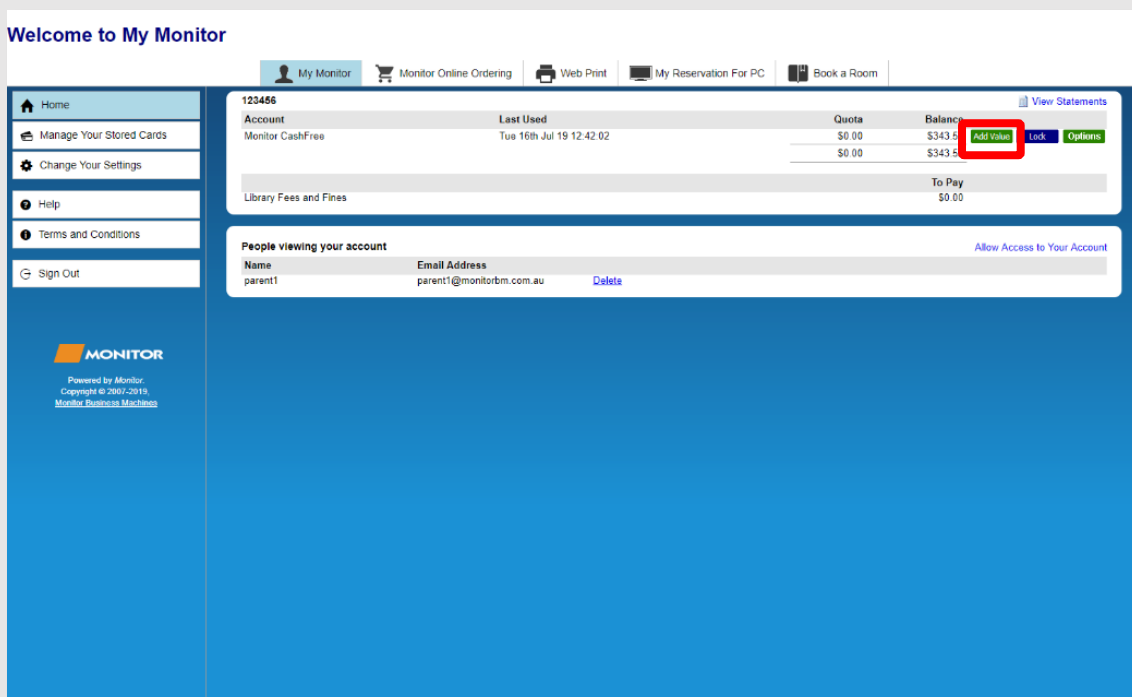 Welcome to My Monitor
My Monitor Monitor Online Ordering Web Print My Reservation For PC Book a Room
Home
Manage Your Stored Cards
Change Your Settings
Help
Terms and Conditions
Sign Out
MONITOR
Powered by Monitor.
Copyright © 2007-2019,
Monitor Business Machines
123456 View Statements
Account Last Used Quota Balance
Monitor CashFree Tue 16th Jul 19 12.42.02 $0.00 $343.5 Add Value Lock Options
$0.00 $343.5
To Pay
Library Fees and Fines $0.00
People viewing your account Allow Access to Your Account
Name Email Address
parent1 parent1@monitorbm.com.au Delete